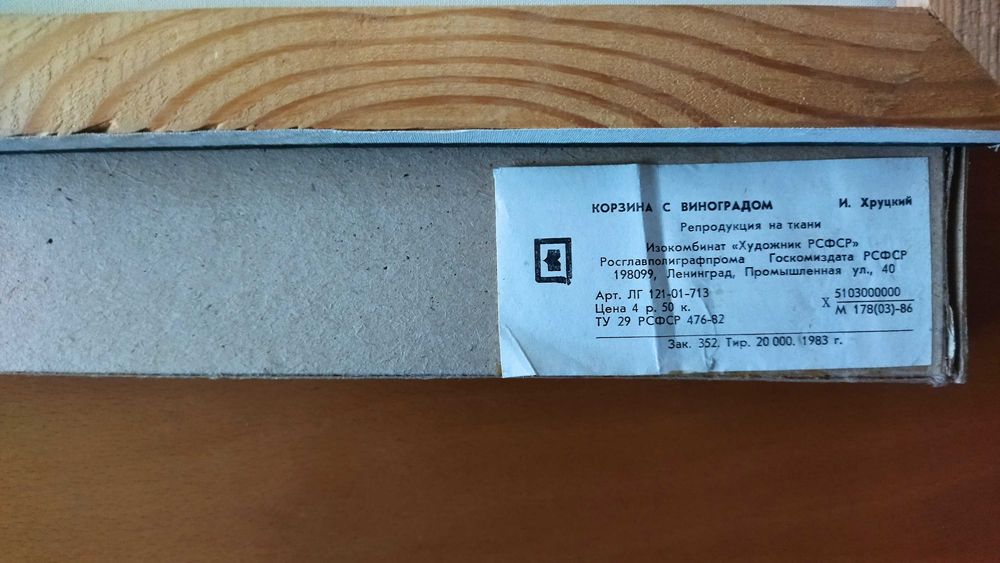 КОРЗИНА С ВИНОГРАДОМ И. Хруцкий
Репродукция на ткани
Изокомбинат «Художник РСФСР»
Росглавполиграфпрома Госкомиздата РСФСР
198099, Ленинград, Промышленная ул., 40
Арт. ЛГ 121-01-713
Цена 4 р. 50 к.
ТУ 29 РСФСР 476-82
Х 5103000000
М 178(03)-86
Зак. 352. Тир. 20 000. 1983 г.